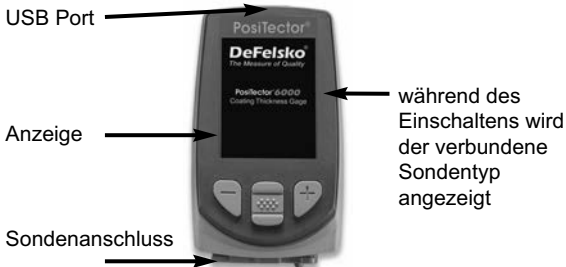 USB Port
PosiTector®
DeFelsko®
The Measure of Quality
PosiTector® 6000
Coating Thickness Gage
Anzeige
während des
Einschaltens wird
der verbundene
Sondentyp
angezeigt
Sondenanschluss